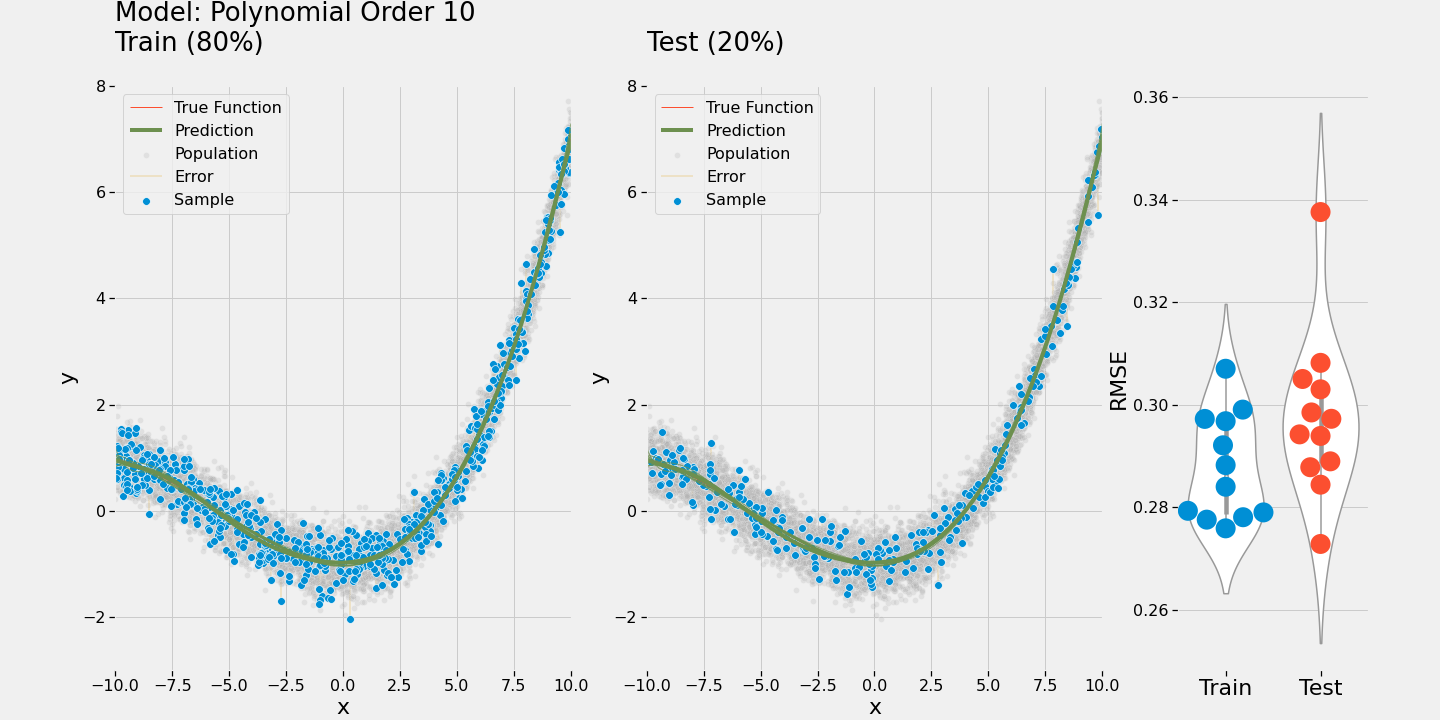 Model: Polynomial Order 10
Train (80%)
Test (20%)
True Function
Prediction
Population
Error
Sample
8
6
4
2
0
−2
y
−10.0 −7.5 −5.0 −2.5 0.0 2.5 5.0 7.5 10.0
x
True Function
Prediction
Population
Error
Sample
8
6
4
2
0
−2
y
−10.0 −7.5 −5.0 −2.5 0.0 2.5 5.0 7.5 10.0
x
0.36
0.34
0.32
0.30
0.28
0.26
RMSE
Train Test